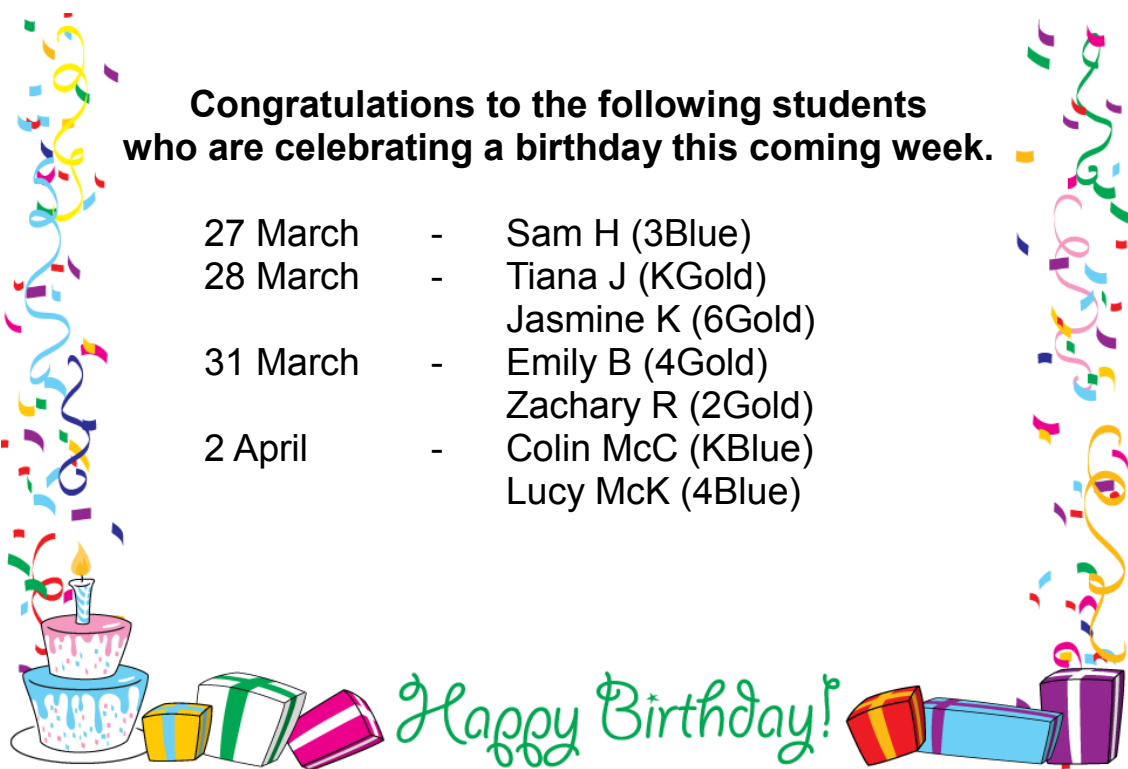 Congratulations to the following students
who are celebrating a birthday this coming week.
27 March - Sam H (3Blue)
28 March - Tiana J (KGold)
Jasmine K (6Gold)
31 March - Emily B (4Gold)
Zachary R (2Gold)
2 April - Colin McC (KBlue)
Lucy McK (4Blue)
Happy Birthday!